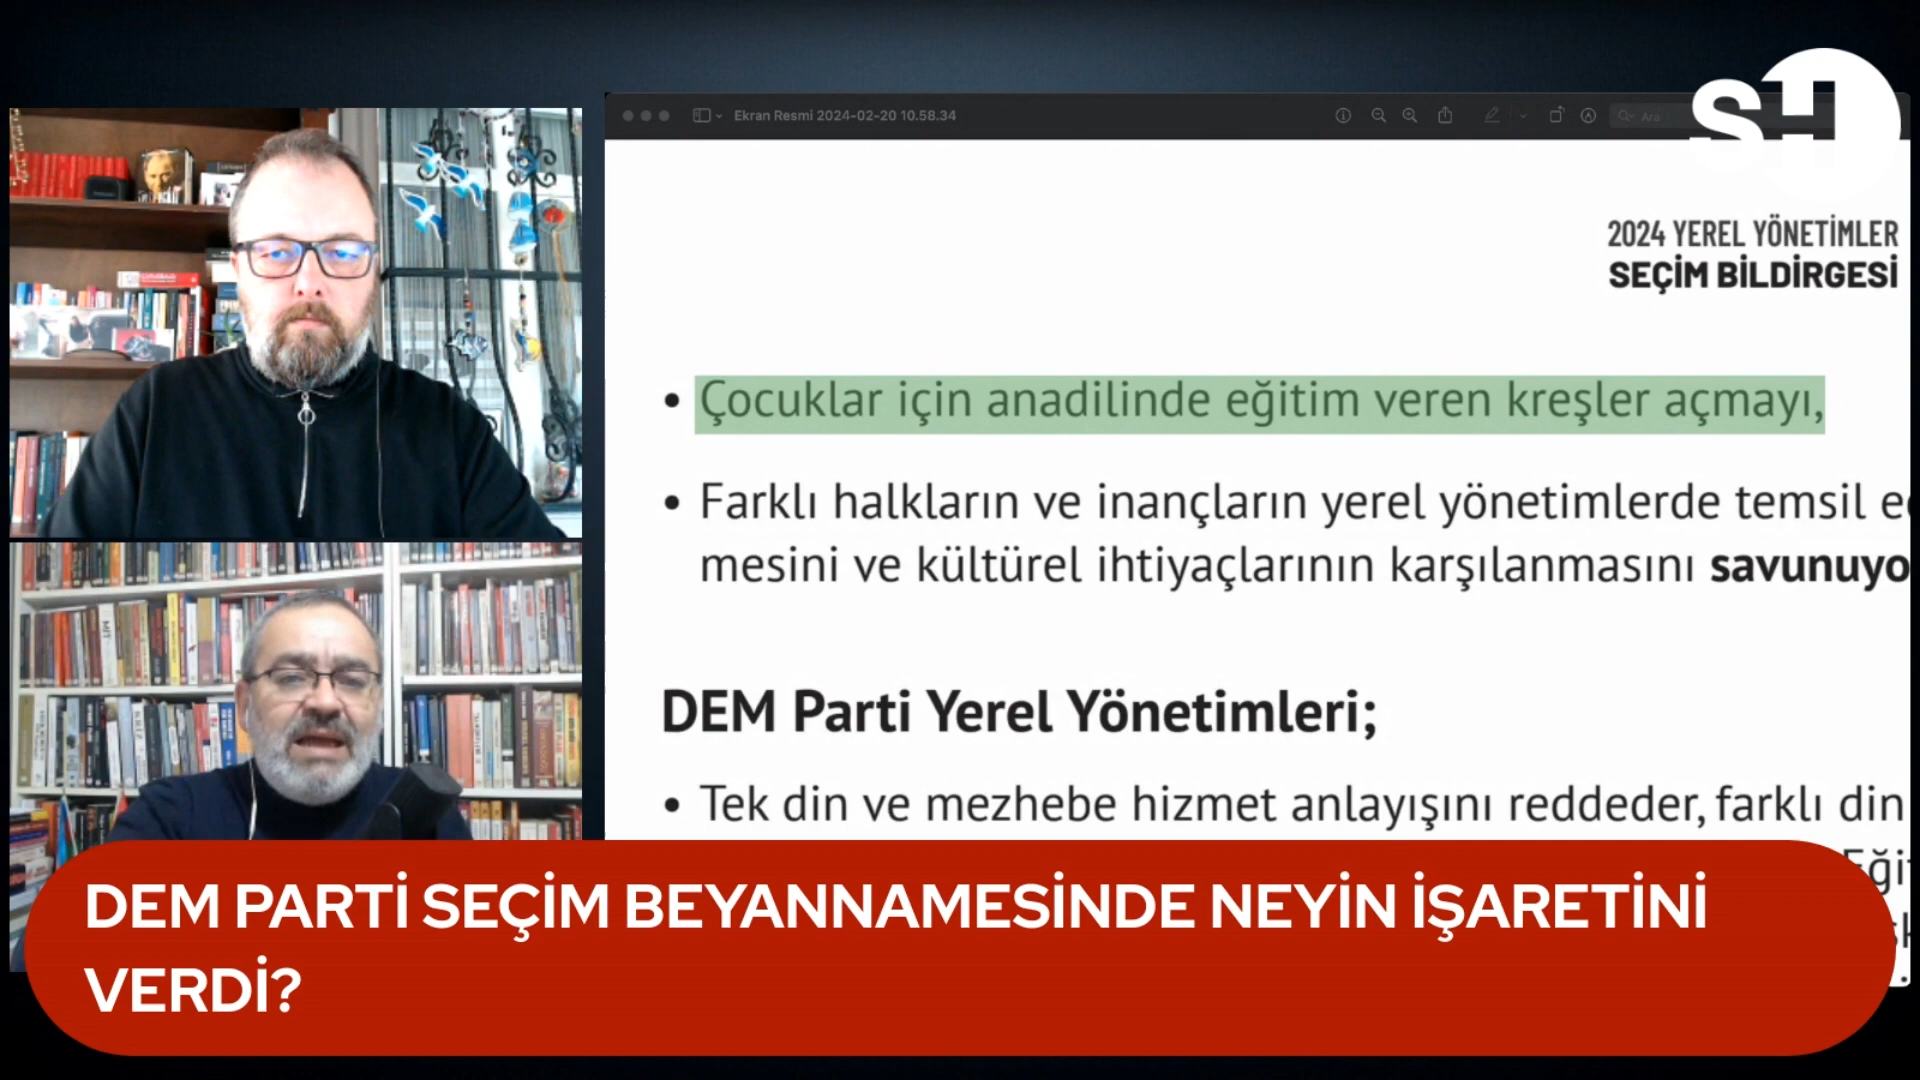 SH
Ekran Resmi 2024-02-20 10.58.34
Ara
2024 YEREL YÖNETİMLER
SEÇİM BİLDİRGESİ
• Çocuklar için anadilinde eğitim veren kreşler açmayı,
• Farklı halkların ve inançların yerel yönetimlerde temsil
mesini ve kültürel ihtiyaçlarının karşılanmasını savunuyo
DEM Parti Yerel Yönetimleri;
• Tek din ve mezhebe hizmet anlayışını reddeder, farklı din
DEM PARTİ SEÇİM BEYANNAMESİNDE NEYİN İŞARETİNİ
VERDİ?